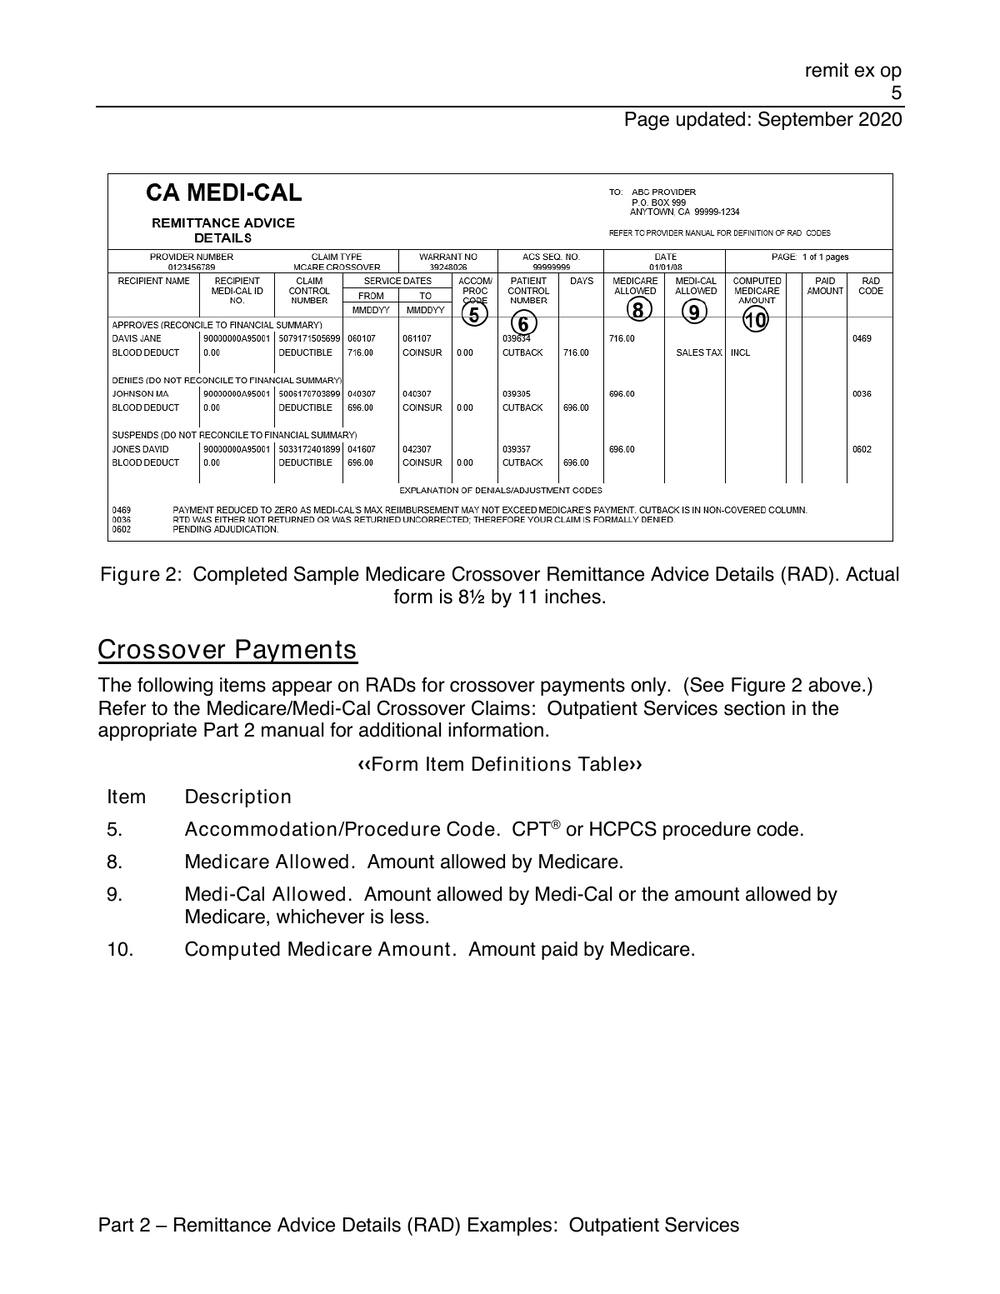 remit ex op
5
Page updated: September 2020
CA MEDI-CAL
REMITTANCE ADVICE
DETAILS
TO: ABC PROVIDER
P.O. BOX 999
ANYTOWN, CA 99999-1234
REFER TO PROVIDER MANUAL FOR DEFINITION OF RAD CODES
PROVIDER NUMBER CLAIM TYPE WARRANT NO ACS SEQ. NO. DATE PAGE: 1 of 1 pages
0123456789 MCARE CROSSOVER 39248026 99999999 01/01/08
RECIPIENT NAME RECIPIENT CLAIM SERVICE DATES ACCOM/ PATIENT DAYS MEDICARE MEDI-CAL COMPUTED PAID RAD
MEDI-CAL ID CONTROL FROM TO PROC CONTROL ALLOWED ALLOWED MEDICARE AMOUNT CODE
NO. NUMBER MMDDYY MMDDYY CODE NUMBER AMOUNT
5 6 8 9 10
APPROVES (RECONCILE TO FINANCIAL SUMMARY)
DAVIS JANE 90000000A95001 5079171505699 060107 061107 039634 716.00 0469
BLOOD DEDUCT 0.00 DEDUCTIBLE 716.00 COINSUR 0.00 CUTBACK 716.00 SALES TAX INCL
DENIES (DO NOT RECONCILE TO FINANCIAL SUMMARY)
JOHNSON MA 90000000A95001 5006170703899 040307 040307 039305 696.00 0036
BLOOD DEDUCT 0.00 DEDUCTIBLE 696.00 COINSUR 0.00 CUTBACK 696.00
SUSPENDS (DO NOT RECONCILE TO FINANCIAL SUMMARY)
JONES DAVID 90000000A95001 5033172401899 041607 042307 039357 696.00 0602
BLOOD DEDUCT 0.00 DEDUCTIBLE 696.00 COINSUR 0.00 CUTBACK 696.00
EXPLANATION OF DENIALS/ADJUSTMENT CODES
0469 PAYMENT REDUCED TO ZERO AS MEDI-CAL'S MAX REIMBURSEMENT MAY NOT EXCEED MEDICARE'S PAYMENT. CUTBACK IS IN NON-COVERED COLUMN.
0036 RTD WAS EITHER NOT RETURNED OR WAS RETURNED UNCORRECTED; THEREFORE YOUR CLAIM IS FORMALLY DENIED.
0602 PENDING ADJUDICATION.
Figure 2: Completed Sample Medicare Crossover Remittance Advice Details (RAD). Actual
form is 8½ by 11 inches.
Crossover Payments
The following items appear on RADs for crossover payments only. (See Figure 2 above.)
Refer to the Medicare/Medi-Cal Crossover Claims: Outpatient Services section in the
appropriate Part 2 manual for additional information.
‹‹Form Item Definitions Table››
Item Description
5. Accommodation/Procedure Code. CPT® or HCPCS procedure code.
8. Medicare Allowed. Amount allowed by Medicare.
9. Medi-Cal Allowed. Amount allowed by Medi-Cal or the amount allowed by
Medicare, whichever is less.
10. Computed Medicare Amount. Amount paid by Medicare.
Part 2 – Remittance Advice Details (RAD) Examples: Outpatient Services